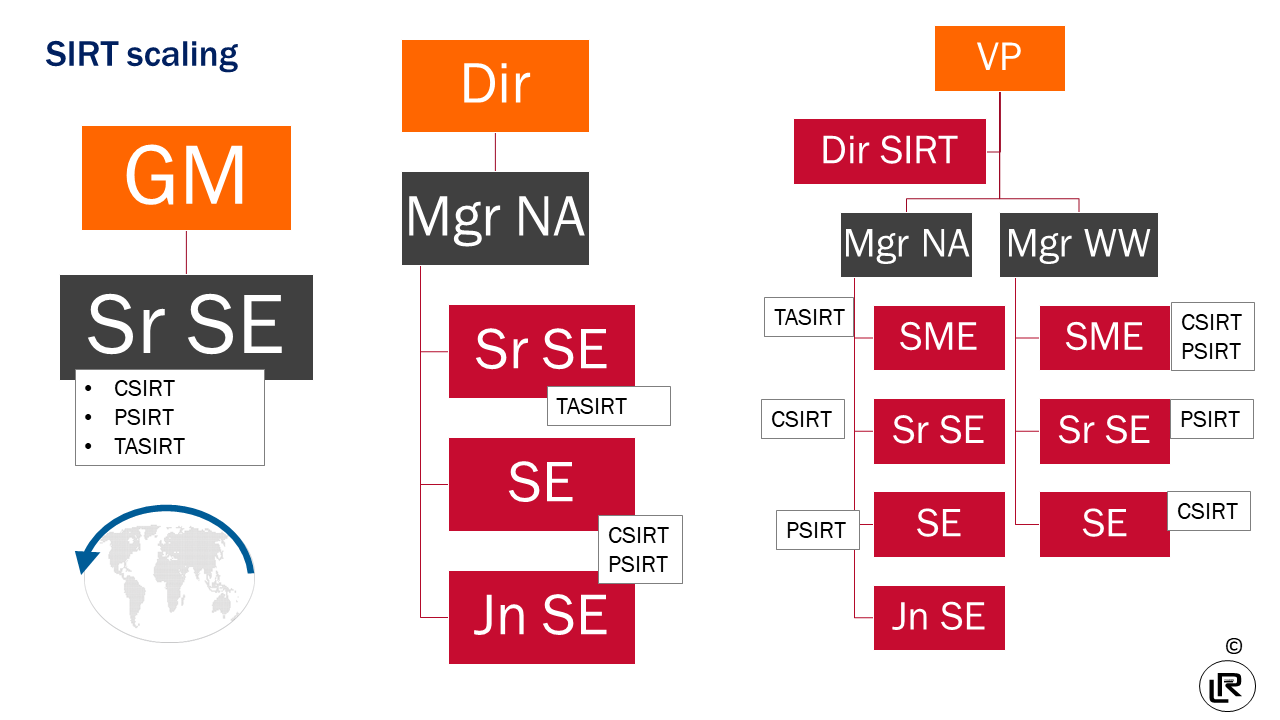 SIRT scaling
GM
Sr SE
• CSIRT
• PSIRT
• TASIRT
Dir
Mgr NA
Sr SE
TASIRT
SE
CSIRT
PSIRT
Jn SE
VP
Dir SIRT
Mgr NA
Mgr WW
TASIRT
SME
SME
CSIRT
PSIRT
CSIRT
Sr SE
Sr SE
PSIRT
PSIRT
SE
SE
CSIRT
Jn SE
©
LR